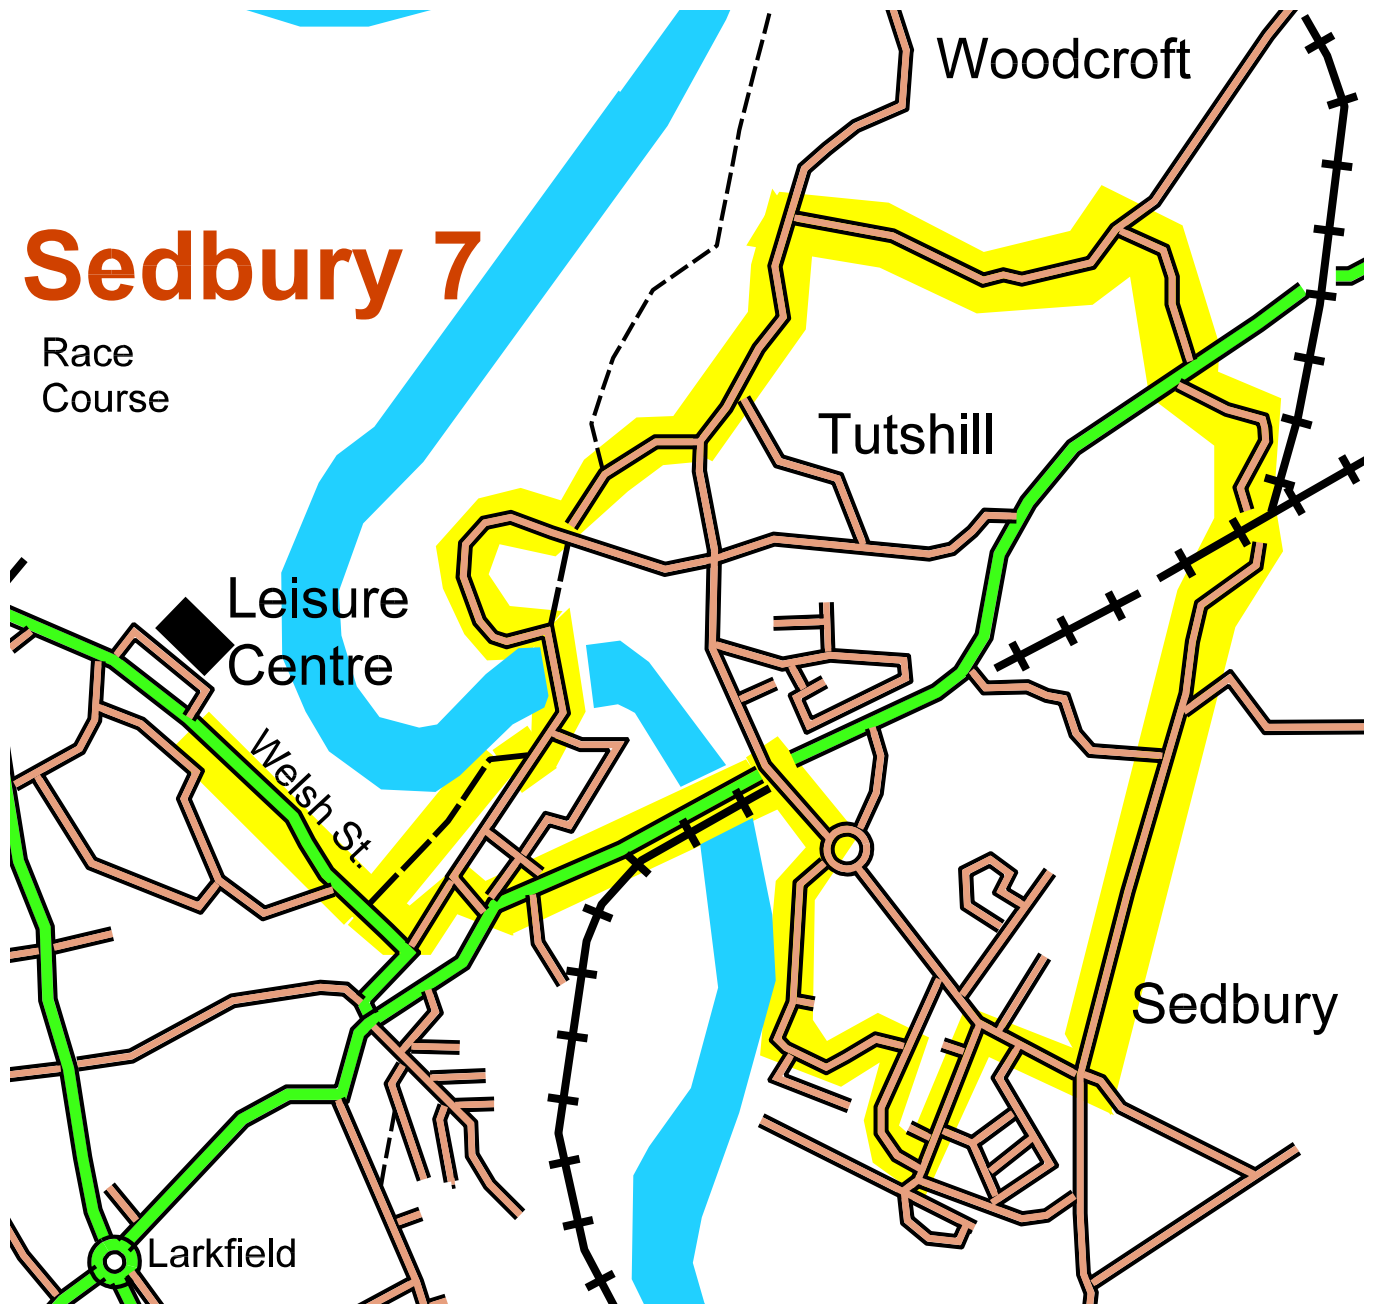 Woodcroft
Sedbury 7
Race
Course
Tutshill
Leisure
Centre
Welsh St.
Sedbury
Larkfield